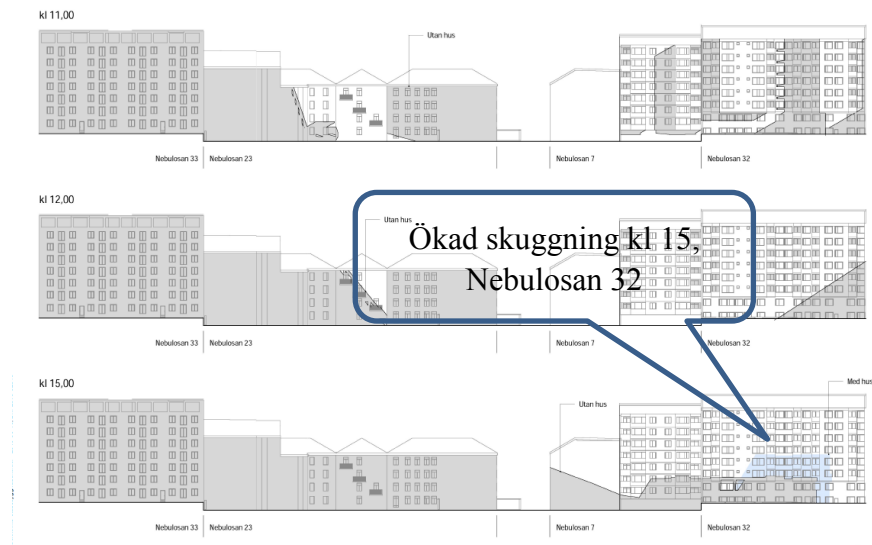 kl 11,00
Utan hus
Nebulosan 33 Nebulosan 23 Nebulosan 7 Nebulosan 32
kl 12,00
Utan hus
Ökad skuggning kl 15,
Nebulosan 32
Nebulosan 33 Nebulosan 23 Nebulosan 7 Nebulosan 32
kl 15,00
Med hus
Utan hus
Nebulosan 33 Nebulosan 23 Nebulosan 7 Nebulosan 32